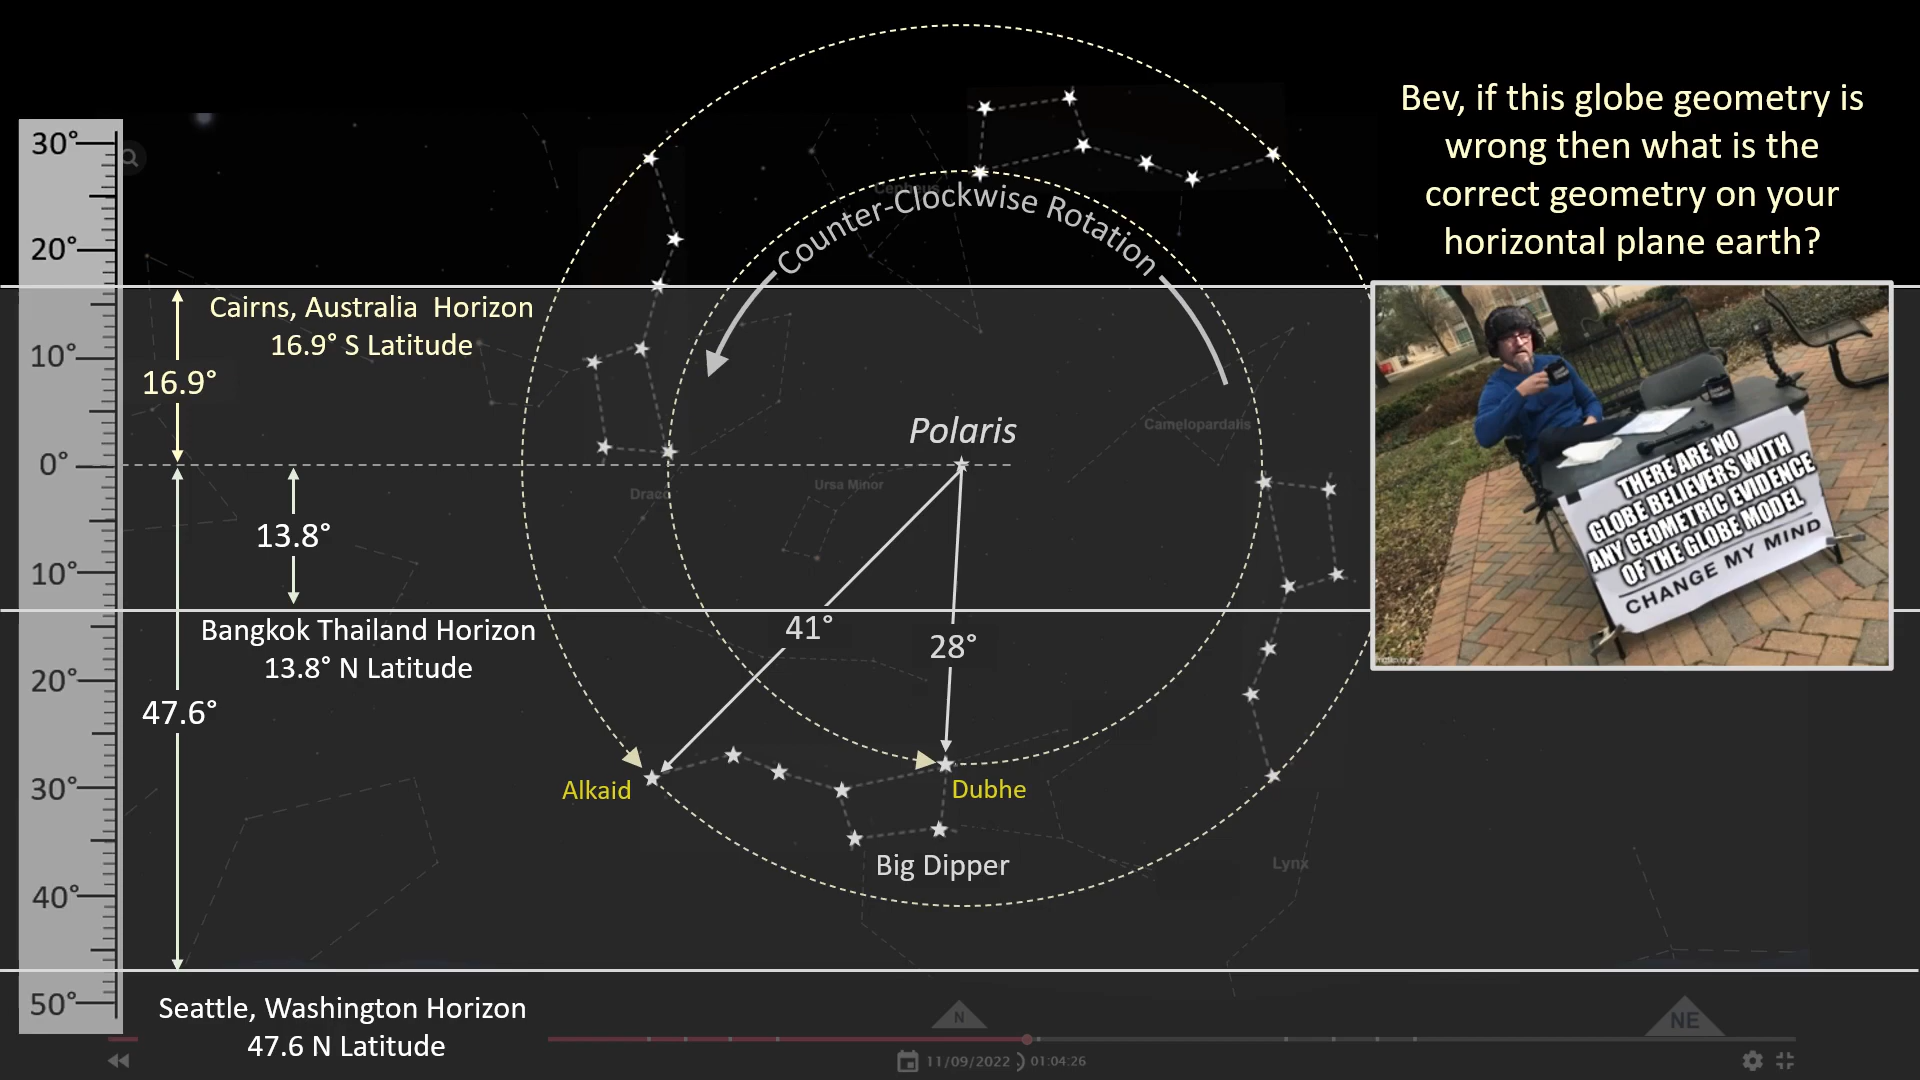 Bev, if this globe geometry is
wrong then what is the
correct geometry on your
horizontal plane earth?
30°
20°
10°
0°
10°
20°
30°
40°
50°
Cairns, Australia  Horizon
16.9° S Latitude
16.9°
13.8°
Bangkok Thailand Horizon
13.8° N Latitude
47.6°
Seattle, Washington Horizon
47.6 N Latitude
Cepheus
Counter-Clockwise Rotation
Camelopardalis
Polaris
Draco
Ursa Minor
41°
28°
Alkaid
Dubhe
Big Dipper
Lynx
THERE ARE NO
GLOBE BELIEVERS WITH
ANY GEOMETRIC EVIDENCE
OF THE GLOBE MODEL
CHANGE MY MIND
N
NE
11/09/2022
01:04:26